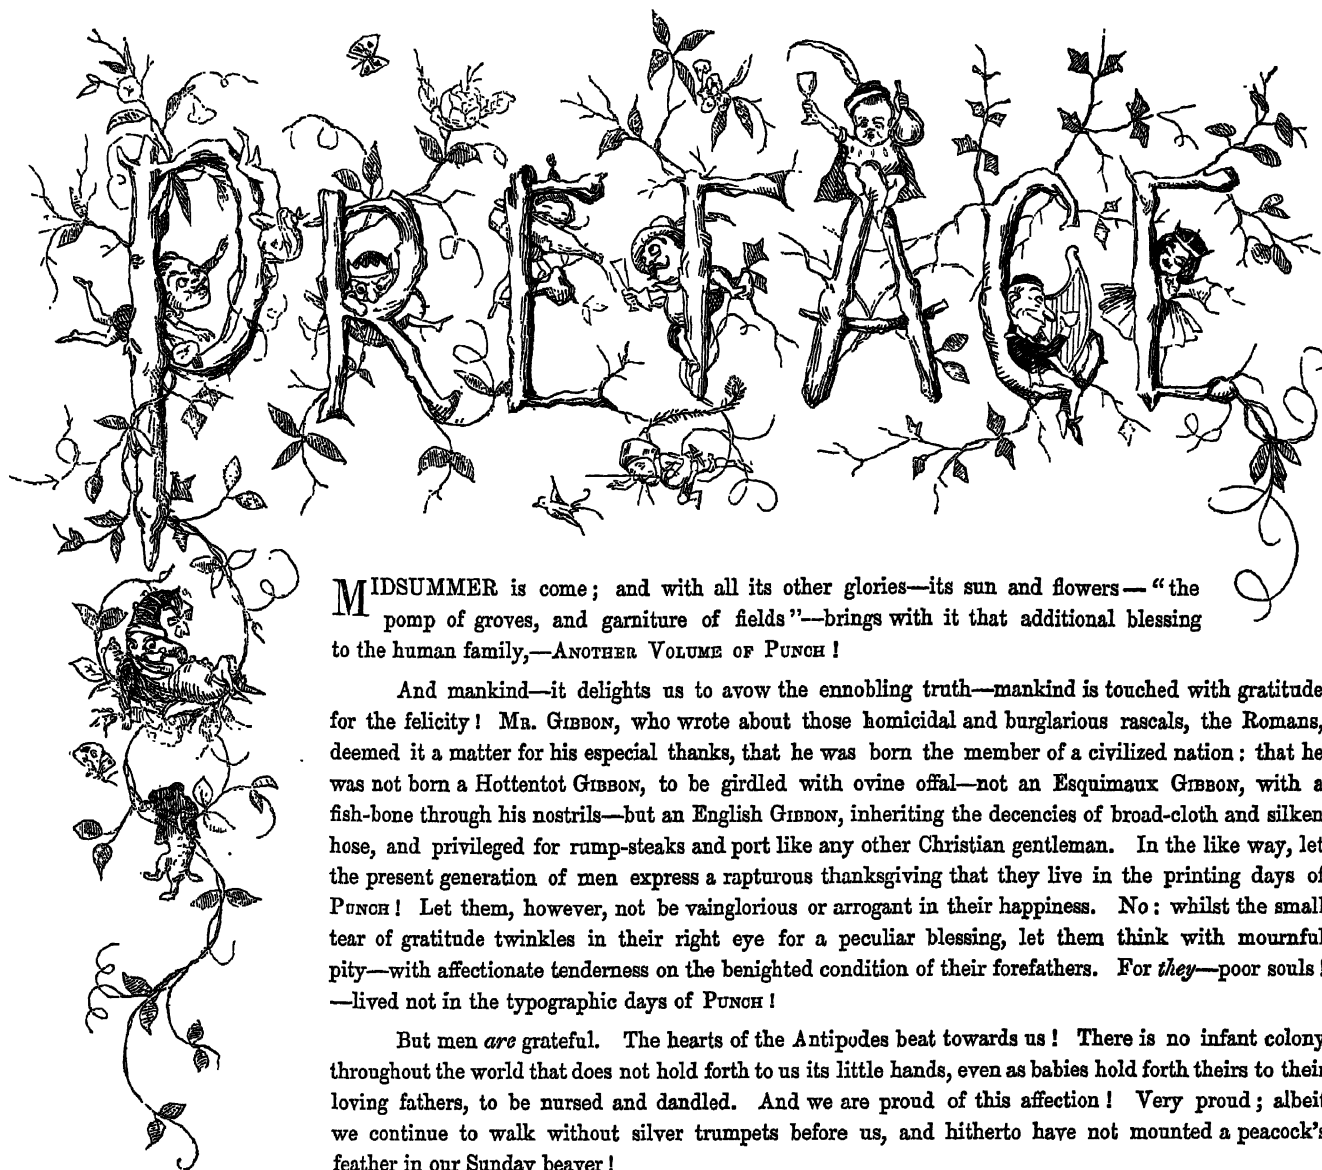 PREFACE
MIDSUMMER is come; and with all its other glories—its sun and flowers—“the
pomp of groves, and garniture of fields”—brings with it that additional blessing
to the human family,—ANOTHER VOLUME OF PUNCH!
And mankind—it delights us to avow the ennobling truth—mankind is touched with gratitude
for the felicity! MR. GIBBON, who wrote about those homicidal and burglarious rascals, the Romans,
deemed it a matter for his especial thanks, that he was born the member of a civilized nation: that he
was not born a Hottentot GIBBON, to be girdled with ovine offal—not an Esquimaux GIBBON, with a
fish-bone through his nostrils—but an English GIBBON, inheriting the decencies of broad-cloth and silken
hose, and privileged for rump-steaks and port like any other Christian gentleman. In the like way, let
the present generation of men express a rapturous thanksgiving that they live in the printing days of
PUNCH! Let them, however, not be vainglorious or arrogant in their happiness. No: whilst the small
tear of gratitude twinkles in their right eye for a peculiar blessing, let them think with mournful
pity—with affectionate tenderness on the benighted condition of their forefathers. For they—poor souls!
—lived not in the typographic days of PUNCH!
But men are grateful. The hearts of the Antipodes beat towards us! There is no infant colony
throughout the world that does not hold forth to us its little hands, even as babies hold forth theirs to their
loving fathers, to be nursed and dandled. And we are proud of this affection! Very proud; albeit
we continue to walk without silver trumpets before us, and hitherto have not mounted a peacock's
feather in our Sunday beaver!